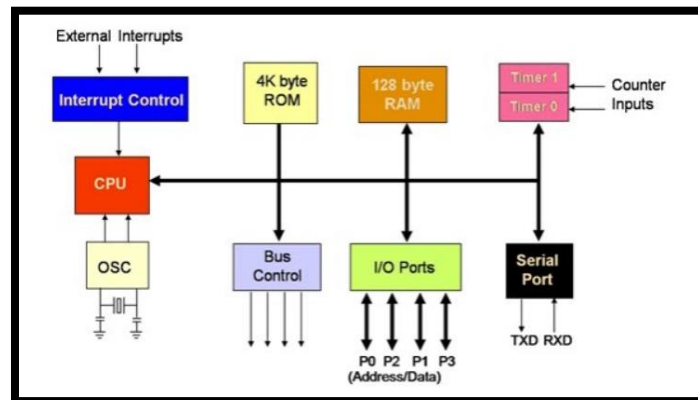 External Interrupts
Interrupt Control
4K byte
ROM
128 byte
RAM
Timer 1
Timer 0
Counter
Inputs
CPU
OSC
Bus
Control
I/O Ports
Serial
Port
P0 P2 P1 P3
(Address/Data)
TXD RXD